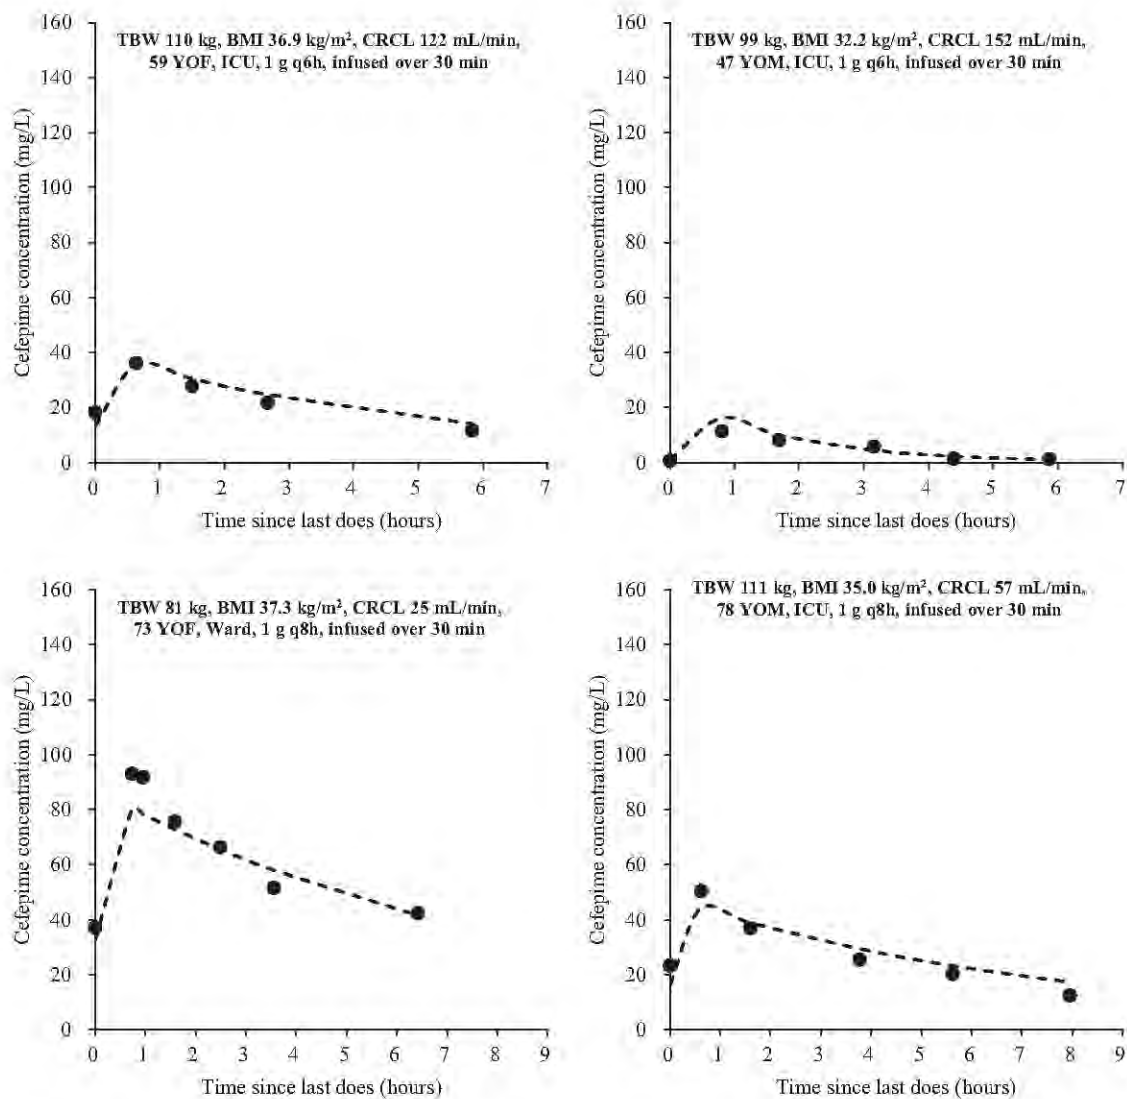 TBW 110 kg, BMI 36.9 kg/m², CRCL 122 mL/min,
59 YOF, ICU, 1 g q6h, infused over 30 min
Cefepime concentration (mg/L)
160
140
120
100
80
60
40
20
0
0 1 2 3 4 5 6 7
Time since last does (hours)
TBW 99 kg, BMI 32.2 kg/m², CRCL 152 mL/min,
47 YOM, ICU, 1 g q6h, infused over 30 min
Cefepime concentration (mg/L)
160
140
120
100
80
60
40
20
0
0 1 2 3 4 5 6 7
Time since last does (hours)
TBW 81 kg, BMI 37.3 kg/m², CRCL 25 mL/min,
73 YOF, Ward, 1 g q8h, infused over 30 min
Cefepime concentration (mg/L)
160
140
120
100
80
60
40
20
0
0 1 2 3 4 5 6 7 8 9
Time since last does (hours)
TBW 111 kg, BMI 35.0 kg/m², CRCL 57 mL/min,
78 YOM, ICU, 1 g q8h, infused over 30 min
Cefepime concentration (mg/L)
160
140
120
100
80
60
40
20
0
0 1 2 3 4 5 6 7 8 9
Time since last does (hours)